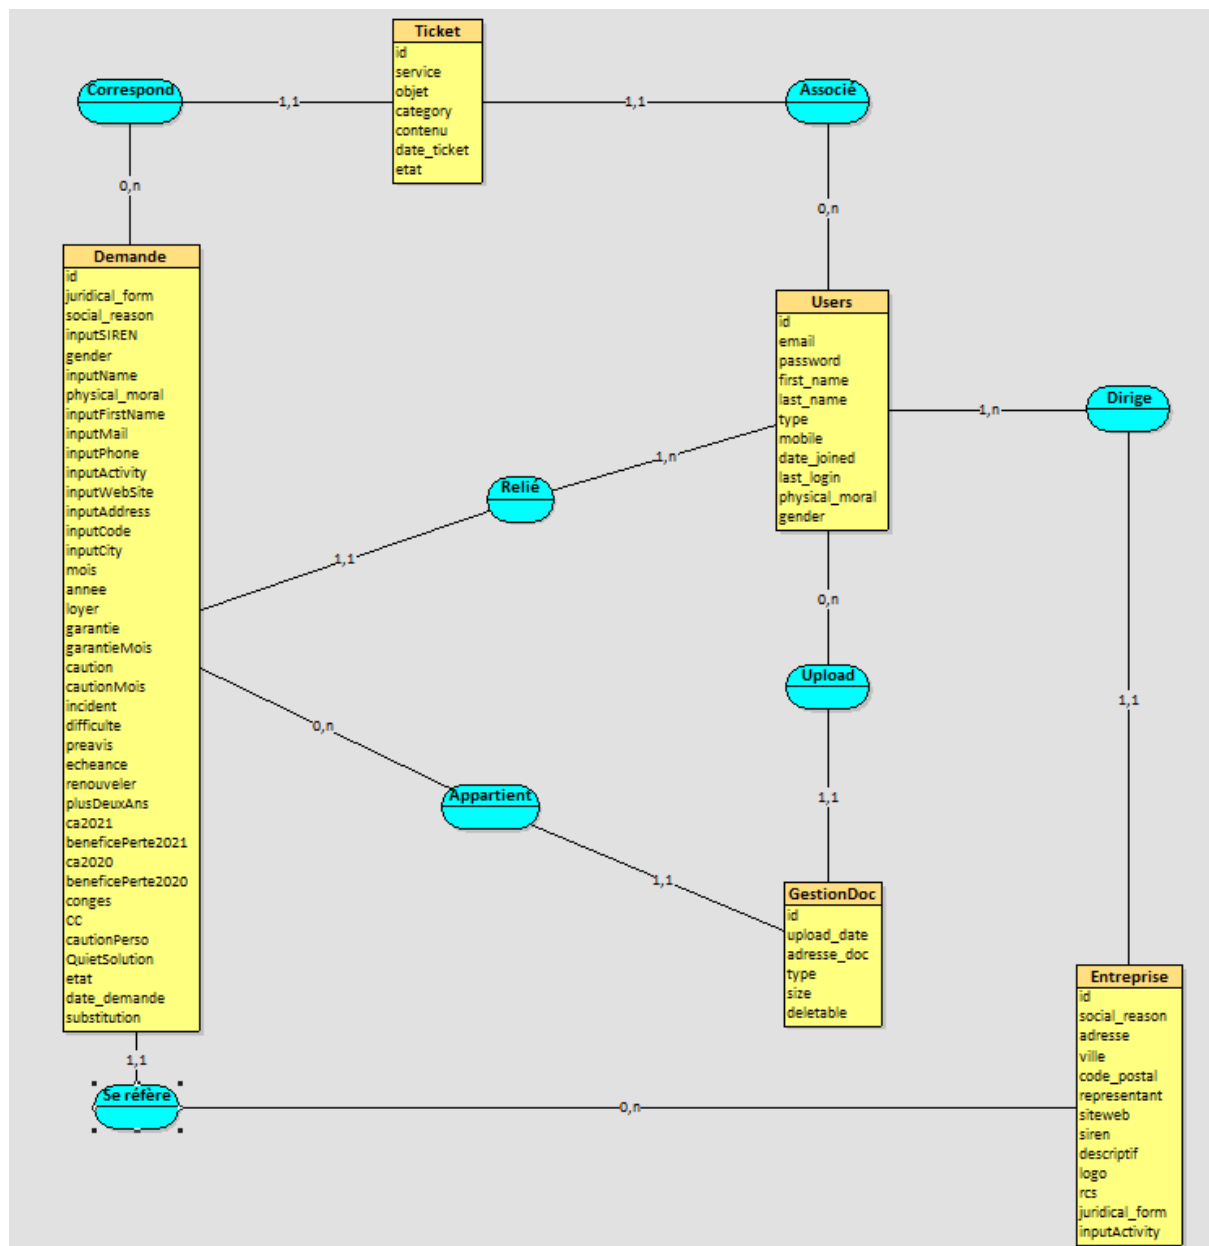 Ticket
id
service
objet
category
contenu
date_ticket
etat
Correspond
1,1
1,1
Associé
0,n
0,n
Demande
id
juridical_form
social_reason
inputSIREN
gender
inputName
physical_moral
inputFirstName
inputMail
inputPhone
inputActivity
inputWebSite
inputAddress
inputCode
inputCity
mois
annee
loyer
garantie
garantieMois
caution
cautionMois
incident
difficulte
preavis
echeance
renouveler
plusDeuxAns
ca2021
beneficePerte2021
ca2020
beneficePerte2020
conges
CC
cautionPerso
QuietSolution
etat
date_demande
substitution
Users
id
email
password
first_name
last_name
type
mobile
date_joined
last_login
physical_moral
gender
1,n
Dirige
1,n
Relié
1,1
0,n
Upload
1,1
1,1
0,n
Appartient
1,1
GestionDoc
id
upload_date
adresse_doc
type
size
deletable
Entreprise
id
social_reason
adresse
ville
code_postal
representant
siteweb
siren
descriptif
logo
rcs
juridical_form
inputActivity
1,1
Se réfère
0,n